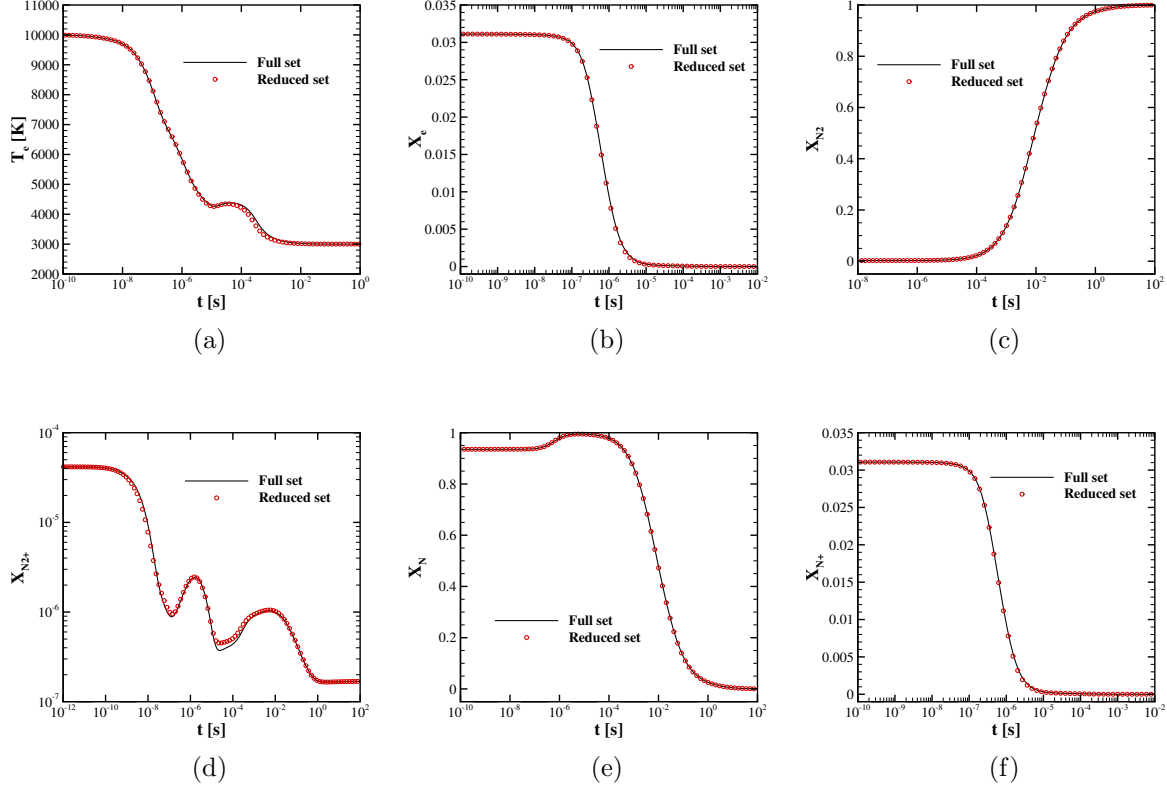 11000
10000
9000
8000
7000
6000
5000
4000
3000
2000
T_e [K]
Full set
Reduced set
10^-10 10^-8 10^-6 10^-4 10^-2 10^0
t [s]
(a)
0.035
0.03
0.025
0.02
0.015
0.01
0.005
0
X_e
Full set
Reduced set
10^-10 10^-9 10^-8 10^-7 10^-6 10^-5 10^-4 10^-3 10^-2
t [s]
(b)
1
0.8
0.6
0.4
0.2
0
X_N2
Full set
Reduced set
10^-8 10^-6 10^-4 10^-2 10^0 10^2
t [s]
(c)
10^-4
10^-5
10^-6
10^-7
X_N2+
Full set
Reduced set
10^-12 10^-10 10^-8 10^-6 10^-4 10^-2 10^0 10^2
t [s]
(d)
1
0.8
0.6
0.4
0.2
0
X_N
Full set
Reduced set
10^-10 10^-8 10^-6 10^-4 10^-2 10^0 10^2
t [s]
(e)
0.035
0.03
0.025
0.02
0.015
0.01
0.005
0
X_N+
Full set
Reduced set
10^-10 10^-9 10^-8 10^-7 10^-6 10^-5 10^-4 10^-3 10^-2
t [s]
(f)